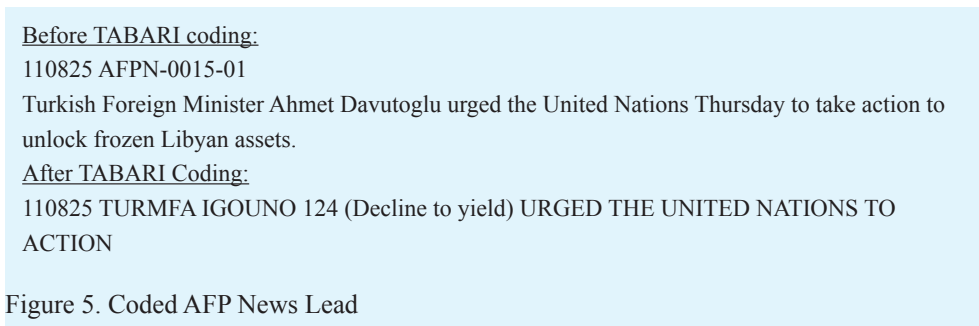 Before TABARI coding:
110825 AFPN-0015-01
Turkish Foreign Minister Ahmet Davutoglu urged the United Nations Thursday to take action to
unlock frozen Libyan assets.
After TABARI Coding:
110825 TURMFA IGOUNO 124 (Decline to yield) URGED THE UNITED NATIONS TO
ACTION
Figure 5. Coded AFP News Lead